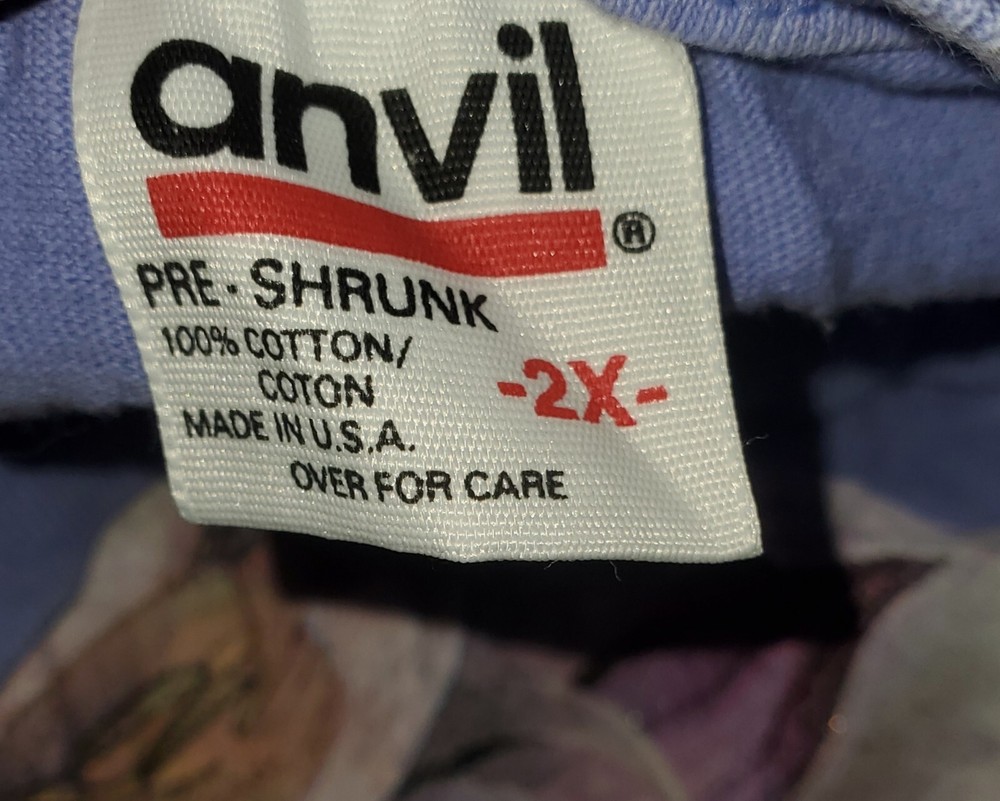 anvil
®
PRE-SHRUNK
100% COTTON/
COTON
-2X-
MADE IN U.S.A.
OVER FOR CARE